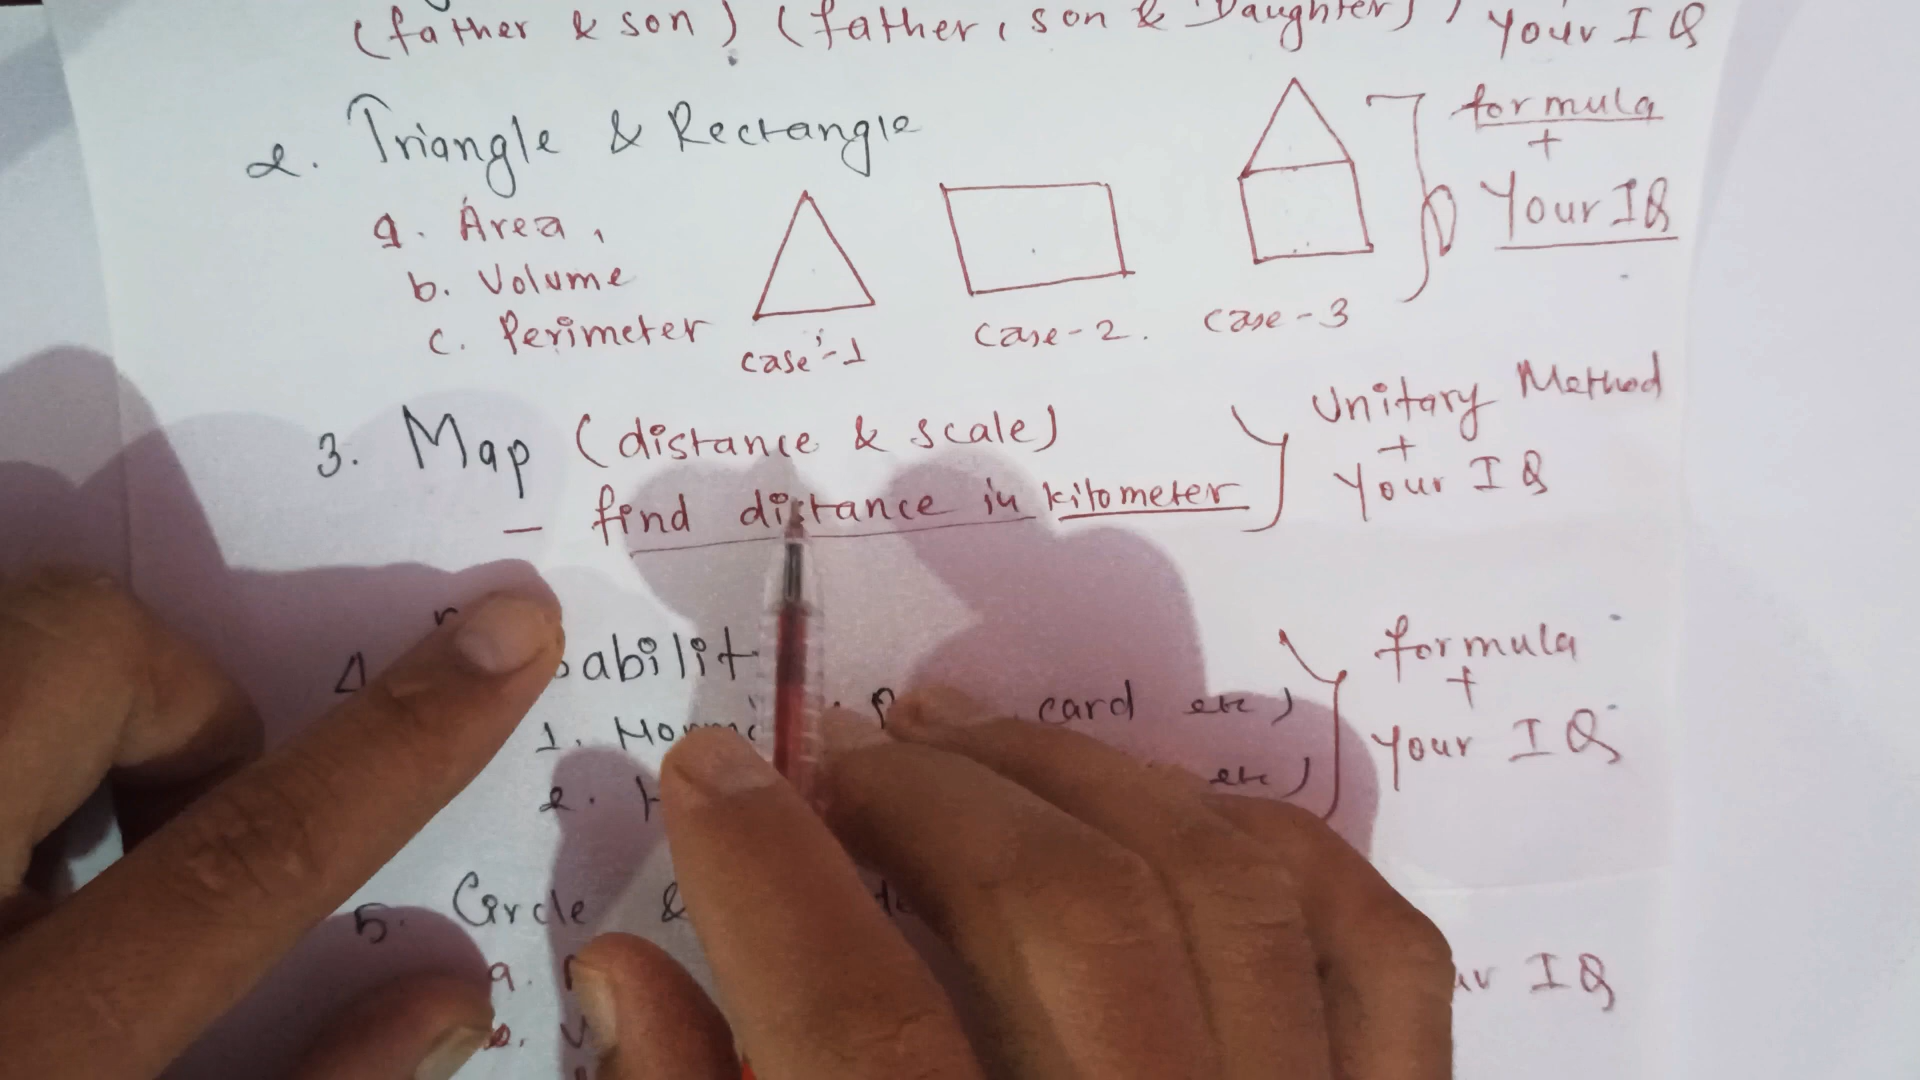 (father & son) (father, son & Daughter)
Your IQ
2. Triangle & Rectangle
a. Area,
b. Volume
c. Perimeter
case-1
case-2.
case-3
formula
+
Your IQ
3. Map (distance & scale)
– find distance in kilometer
Unitary Method
+
Your IQ
abilit
1.
card etc)
2.
etc)
formula
+
Your IQ
5. Circle &
a.
IQ